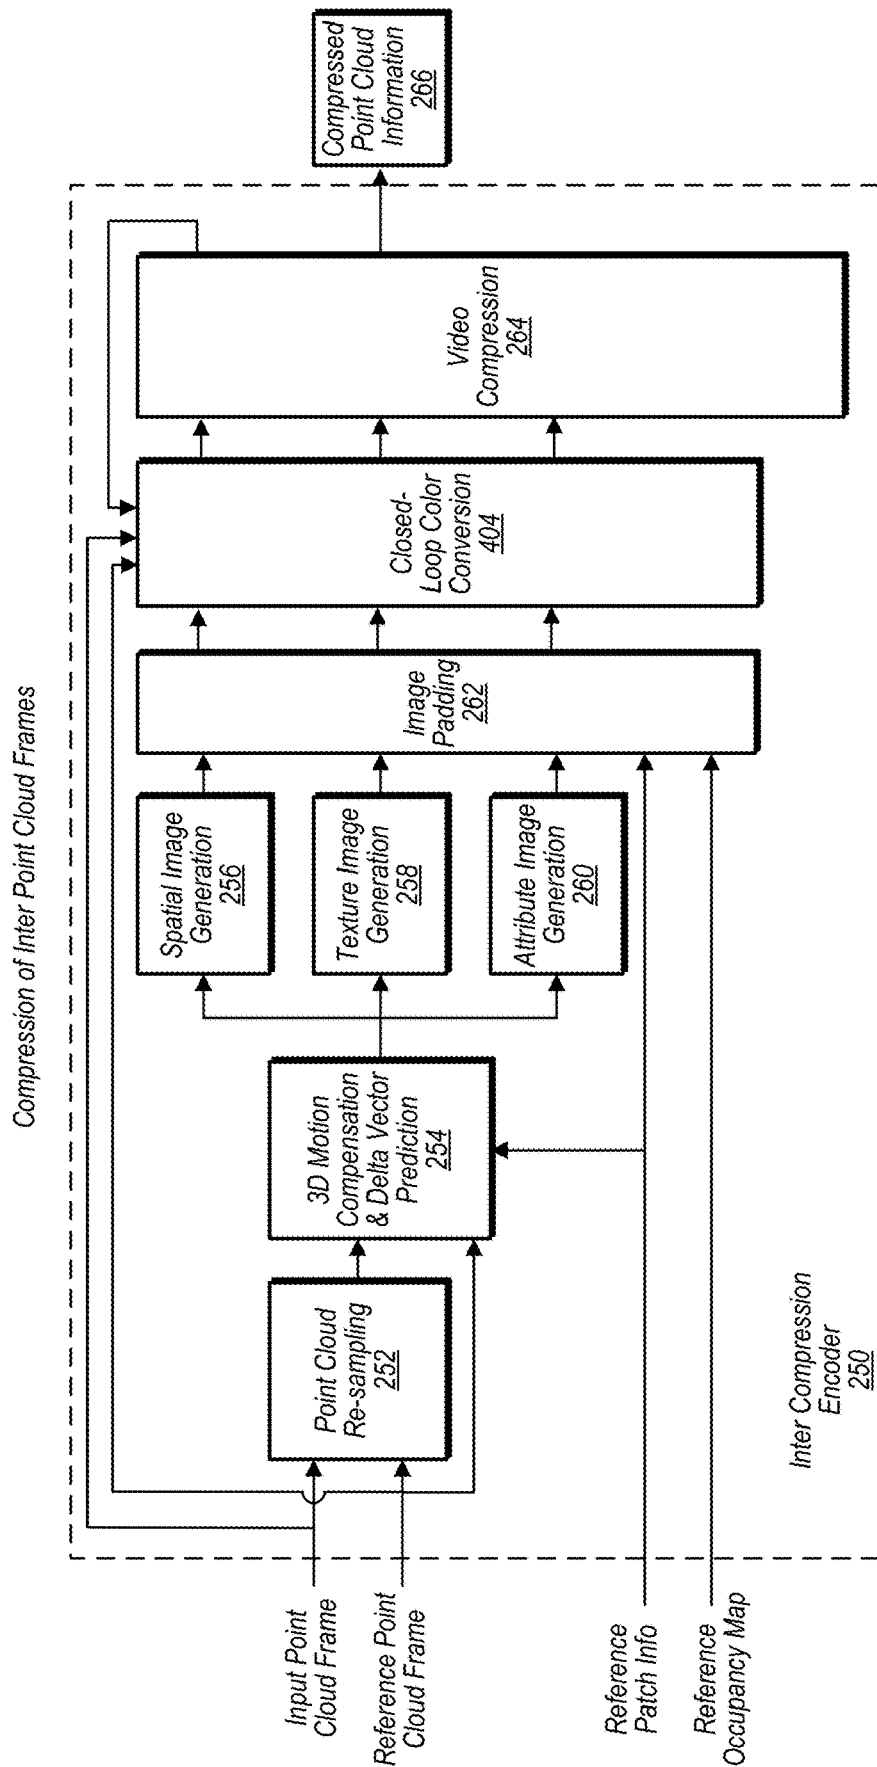 Compression of Inter Point Cloud Frames
Input Point
Cloud Frame
Reference Point
Cloud Frame
Reference
Patch Info
Reference
Occupancy Map
Point Cloud
Re-sampling
252
3D Motion
Compensation
& Delta Vector
Prediction
254
Spatial Image
Generation
256
Texture Image
Generation
258
Attribute Image
Generation
260
Image
Padding
262
Closed-
Loop Color
Conversion
404
Video
Compression
264
Compressed
Point Cloud
Information
266
Inter Compression
Encoder
250